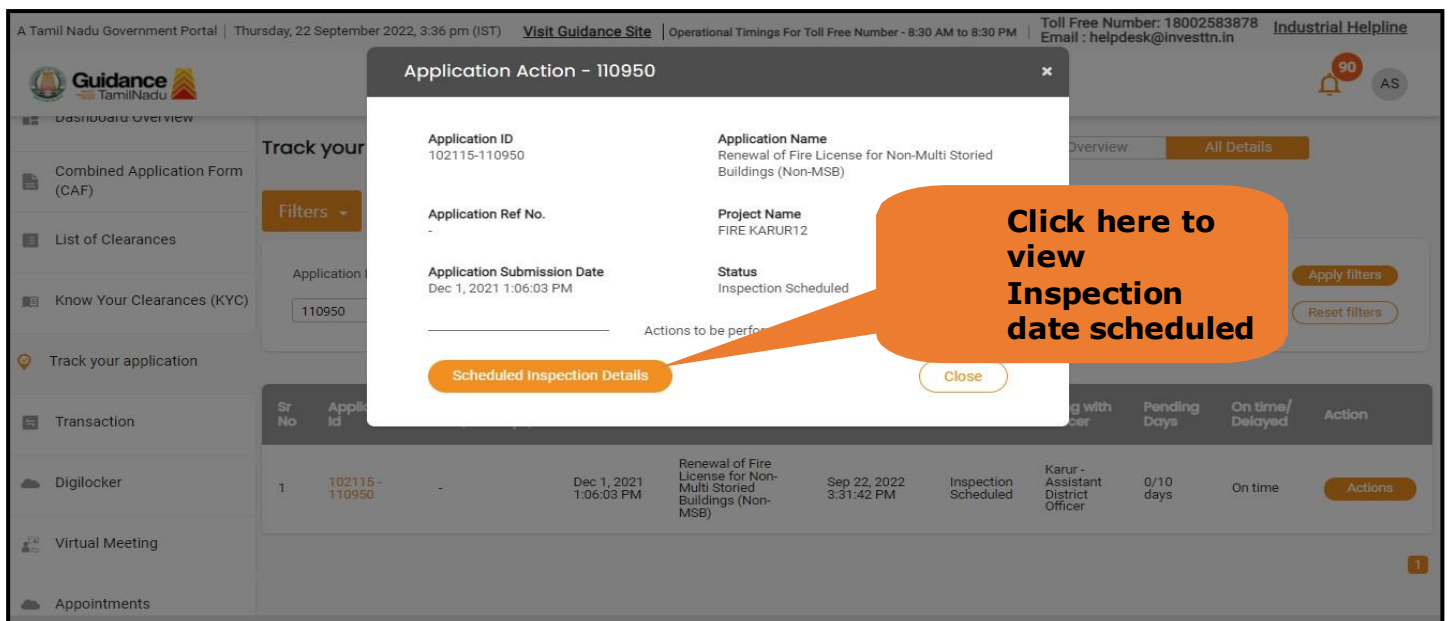 A Tamil Nadu Government Portal | Thursday, 22 September 2022, 3:36 pm (IST) Visit Guidance Site | Operational Timings For Toll Free Number - 8:30 AM to 8:30 PM | Toll Free Number: 18002583878 Industrial Helpline
Email : helpdesk@investtn.in
Guidance
TamilNadu
Application Action - 110950
×
90
AS
Dashboard Overview
Combined Application Form
(CAF)
List of Clearances
Know Your Clearances (KYC)
Track your application
Transaction
Digilocker
Virtual Meeting
Appointments
Track your
Overview
All Details
Filters
Application
110950
Apply filters
Reset filters
Application ID
102115-110950
Application Name
Renewal of Fire License for Non-Multi Storied
Buildings (Non-MSB)
Application Ref No.
-
Project Name
FIRE KARUR12
Application Submission Date
Dec 1, 2021 1:06:03 PM
Status
Inspection Scheduled
Actions to be perfor
Scheduled Inspection Details
Close
Click here to
view
Inspection
date scheduled
Sr
No
Applic
Id
g with
cer
Pending
Days
On time/
Delayed
Action
1
102115 -
110950
-
Dec 1, 2021
1:06:03 PM
Renewal of Fire
License for Non-
Multi Storied
Buildings (Non-
MSB)
Sep 22, 2022
3:31:42 PM
Inspection
Scheduled
Karur -
Assistant
District
Officer
0/10
days
On time
Actions
1